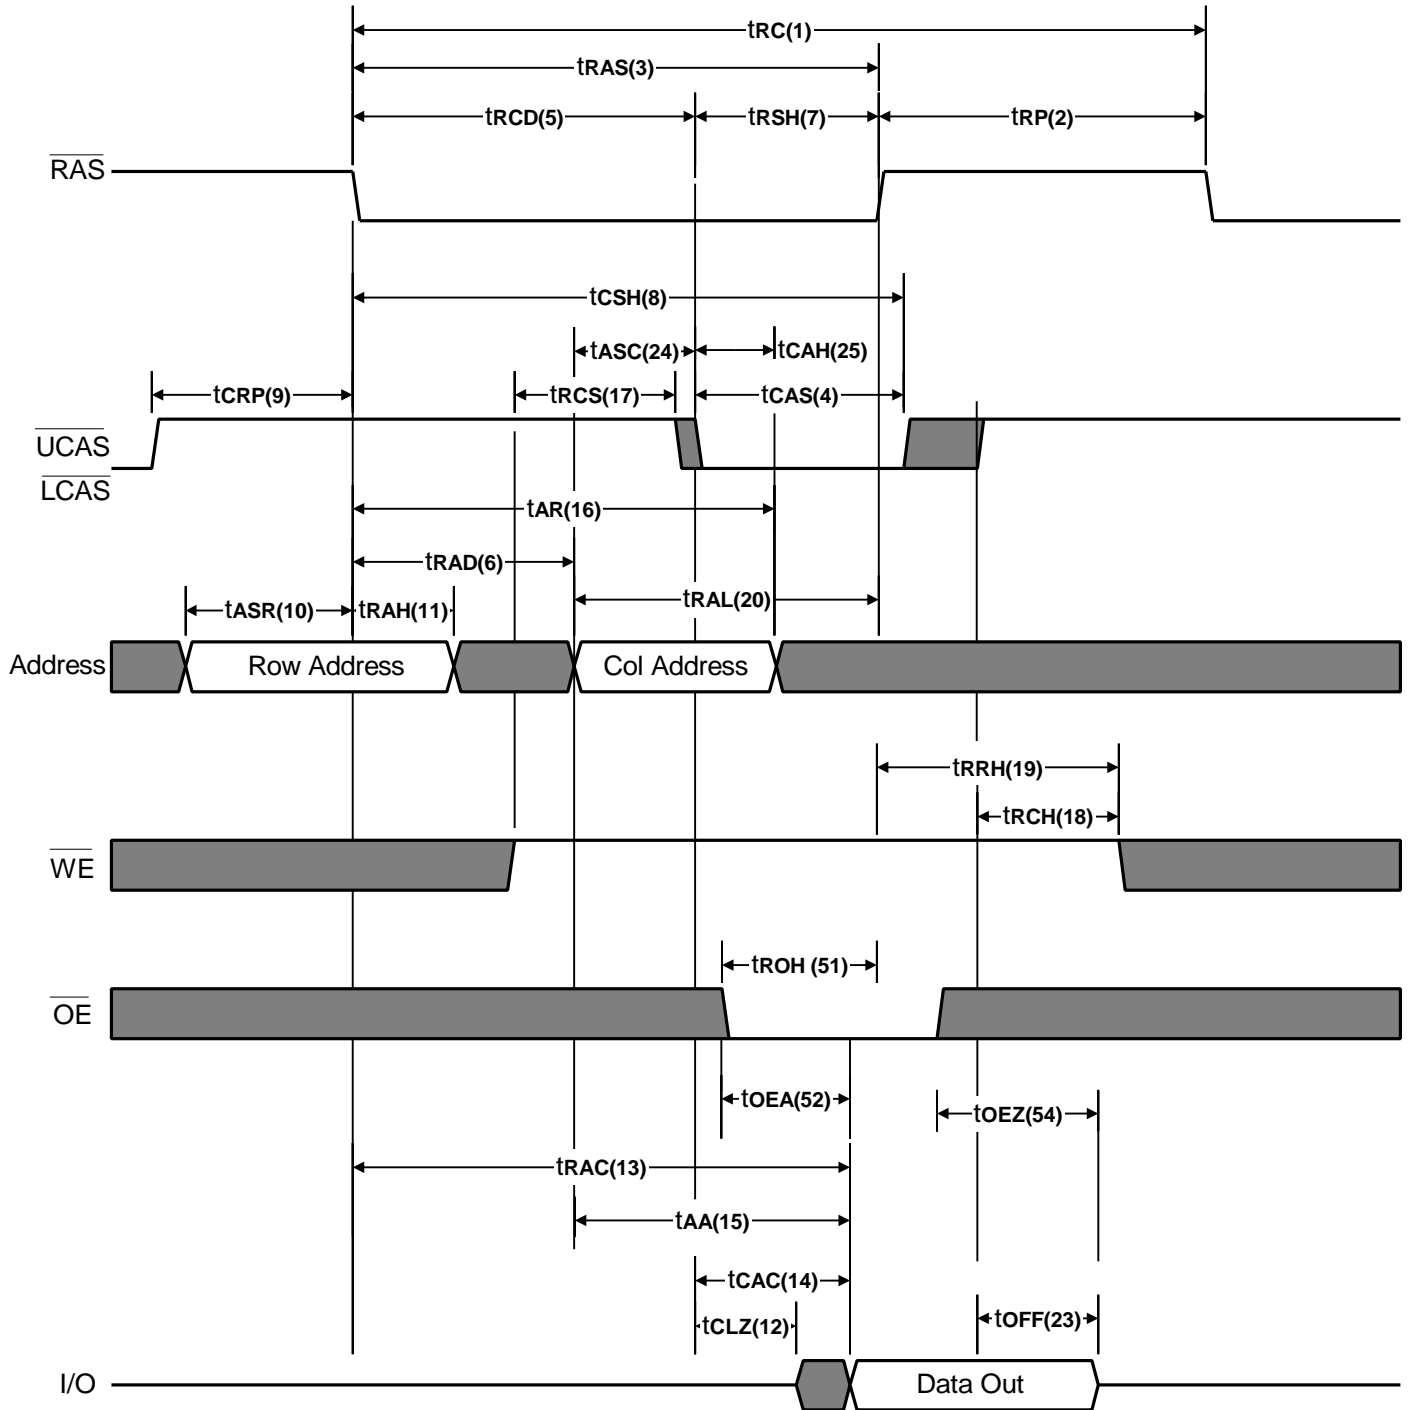 tRC(1)
tRAS(3)
tRCD(5) tRSH(7) tRP(2)
RAS
tCSH(8)
tASC(24) tCAH(25)
tCRP(9) tRCS(17) tCAS(4)
UCAS
LCAS
tAR(16)
tRAD(6)
tASR(10) tRAH(11) tRAL(20)
Address Row Address Col Address
tRRH(19)
tRCH(18)
WE
tROH (51)
OE
tOEA(52) tOEZ(54)
tRAC(13)
tAA(15)
tCAC(14)
tCLZ(12) tOFF(23)
I/O Data Out